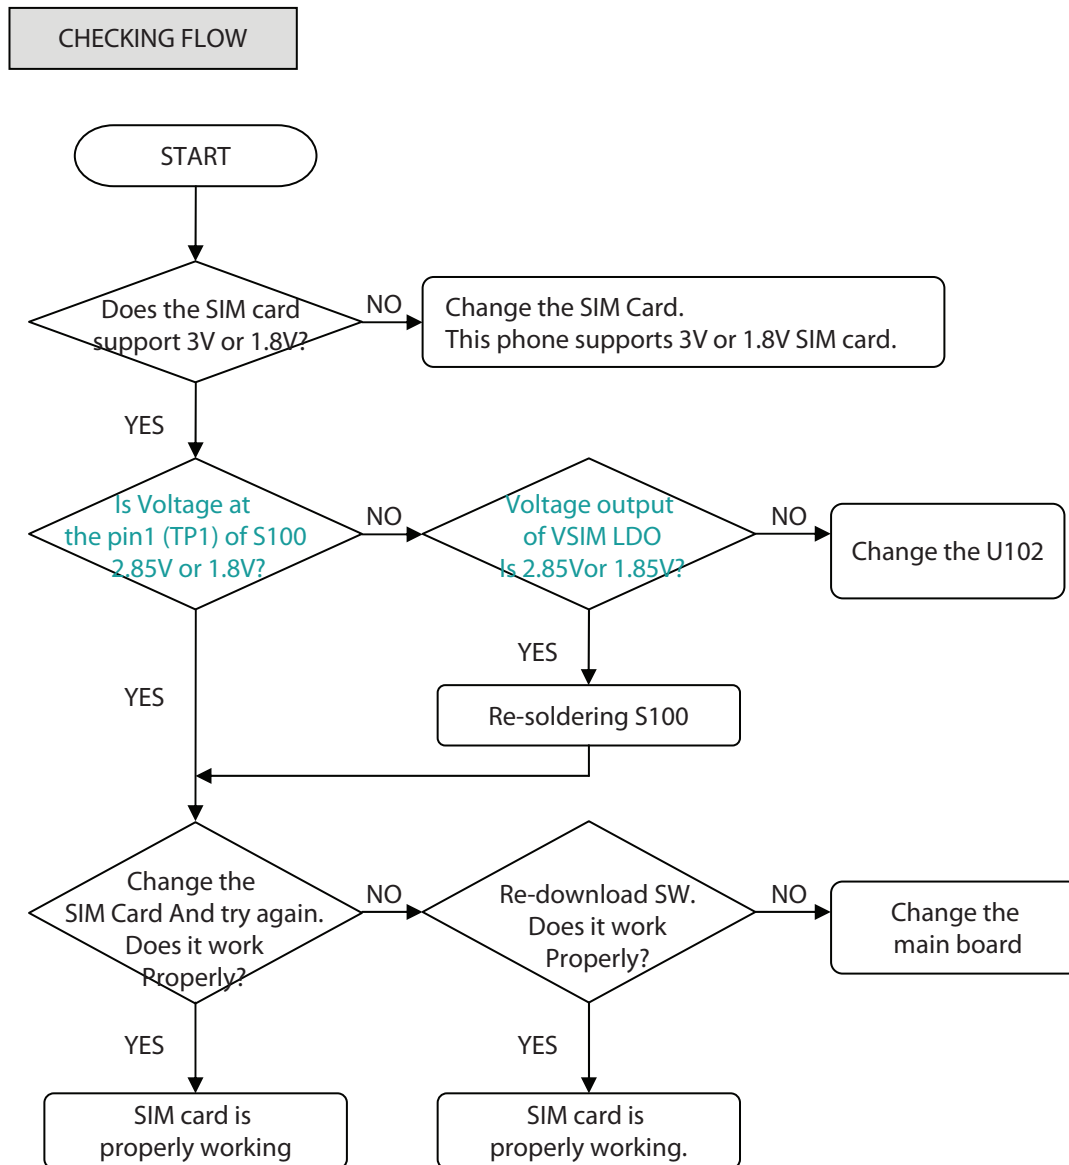 CHECKING FLOW
START
Does the SIM card
support 3V or 1.8V?
NO
Change the SIM Card.
This phone supports 3V or 1.8V SIM card.
YES
Is Voltage at
the pin1 (TP1) of S100
2.85V or 1.8V?
NO
Voltage output
of VSIM LDO
Is 2.85Vor 1.85V?
NO
Change the U102
YES
YES
Re-soldering S100
Change the
SIM Card And try again.
Does it work
Properly?
NO
Re-download SW.
Does it work
Properly?
NO
Change the
main board
YES
YES
SIM card is
properly working
SIM card is
properly working.